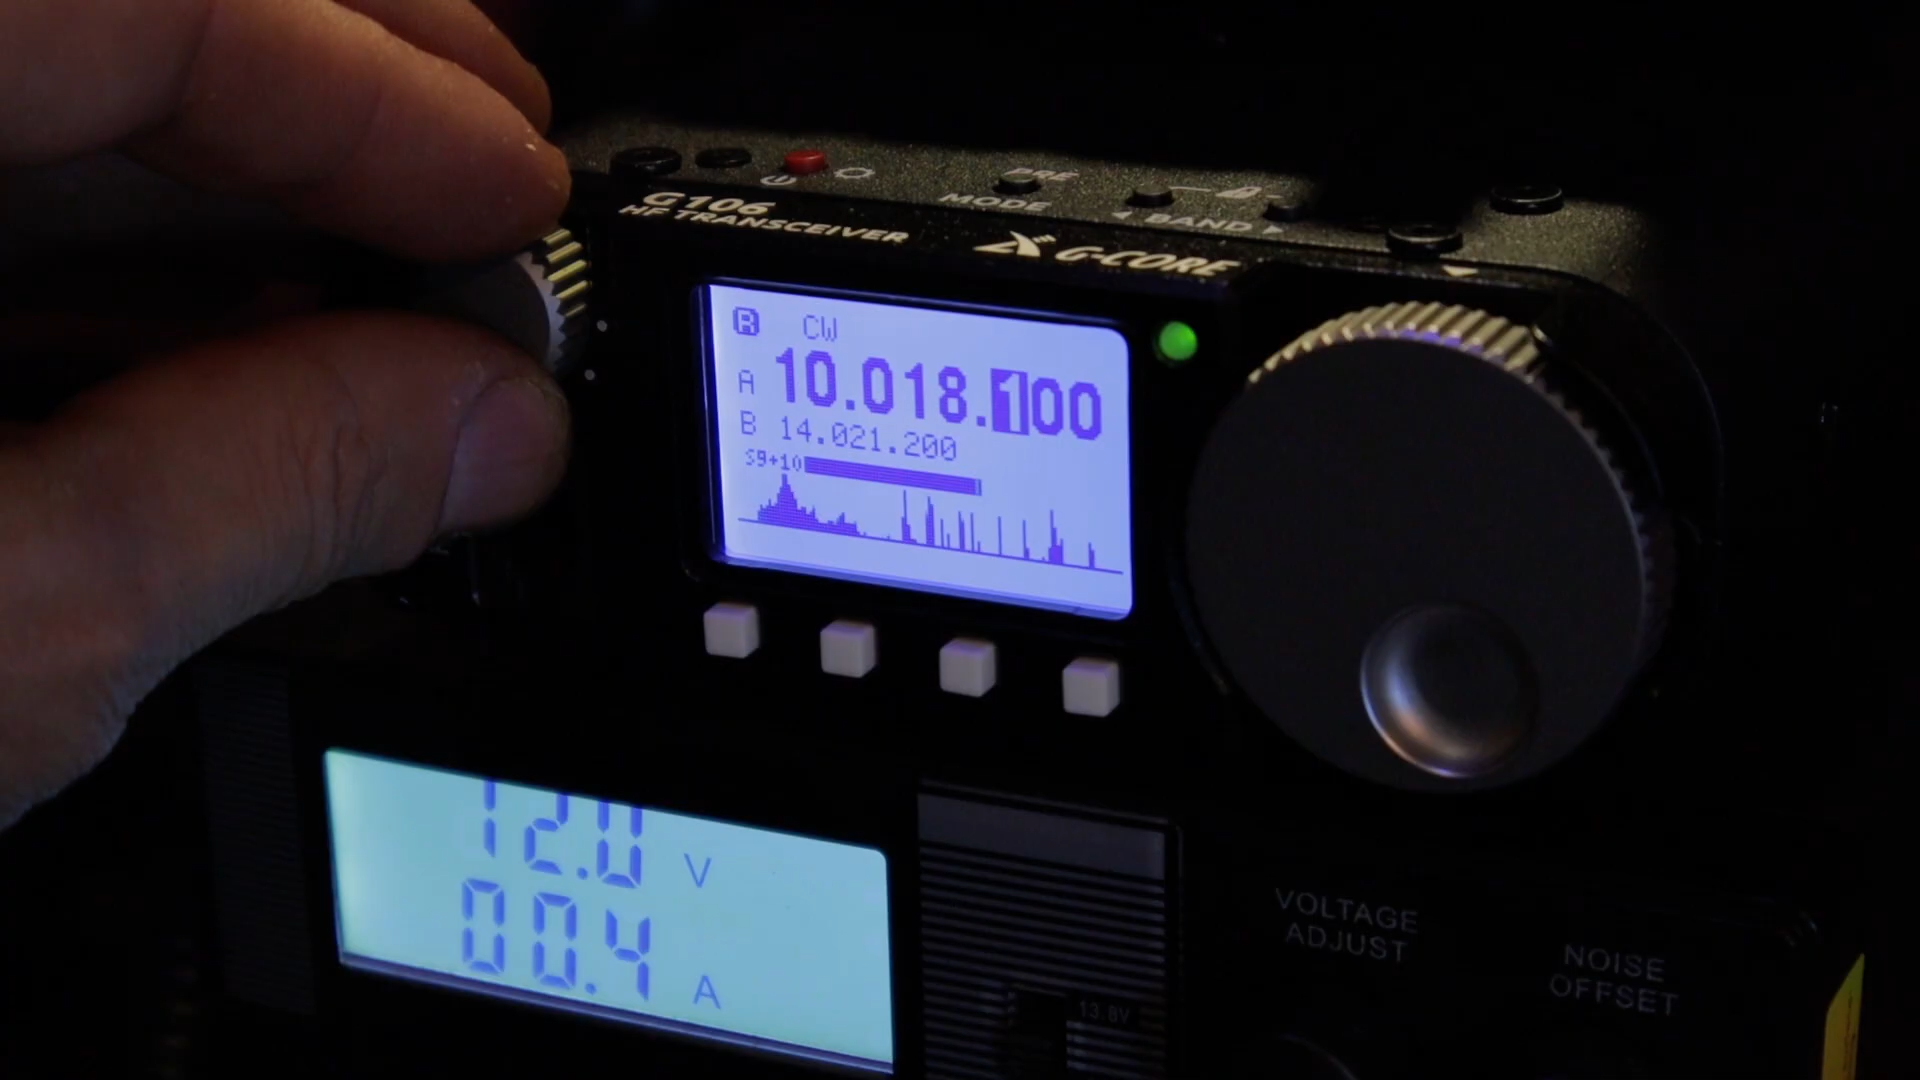 PRE
MODE
BAND
G106
HF TRANSCEIVER
G-CORE
R CW
A 10.018.100
B 14.021.200
S9+10
12.0 V
00.4 A
13.8V
VOLTAGE
ADJUST
NOISE
OFFSET